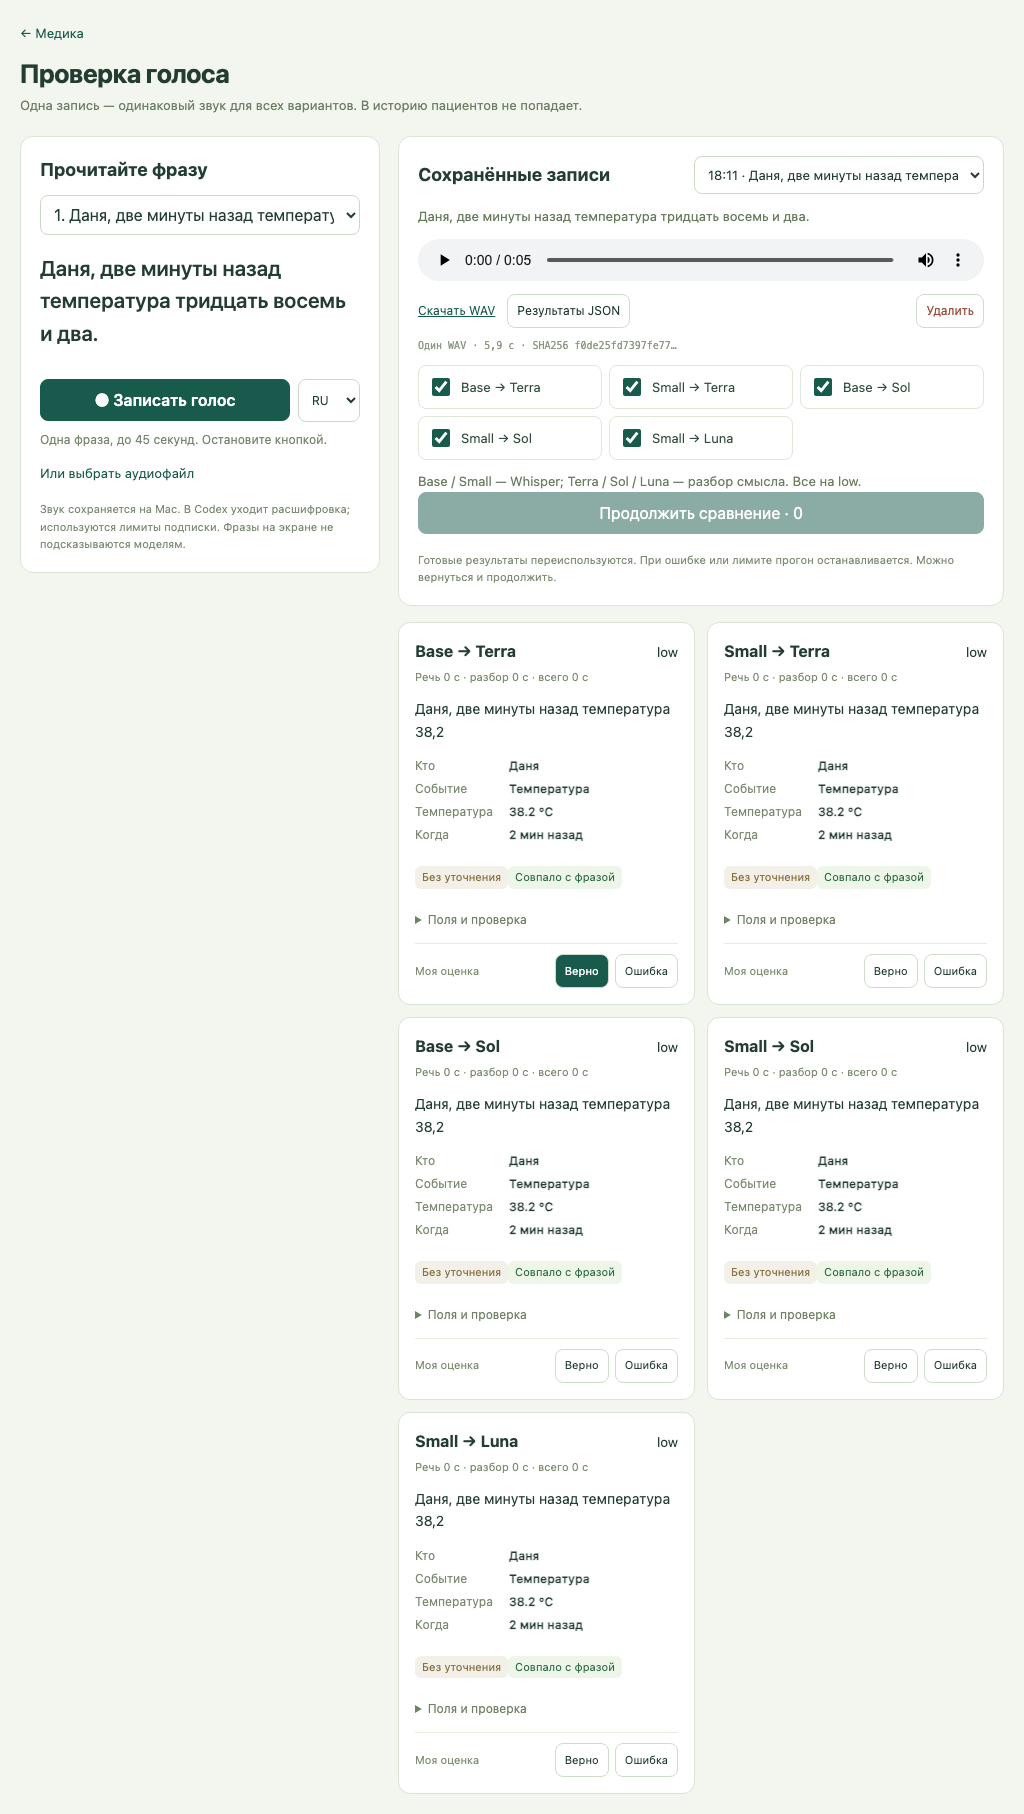 ← Медика
Проверка голоса
Одна запись — одинаковый звук для всех вариантов. В историю пациентов не попадает.
Прочитайте фразу
1. Даня, две минуты назад температу
Даня, две минуты назад
температура тридцать восемь
и два.
Записать голос
RU
Одна фраза, до 45 секунд. Остановите кнопкой.
Или выбрать аудиофайл
Звук сохраняется на Mac. В Codex уходит расшифровка;
используются лимиты подписки. Фразы на экране не
подсказываются моделям.
Сохранённые записи
18:11 · Даня, две минуты назад темпера
Даня, две минуты назад температура тридцать восемь и два.
0:00 / 0:05
Скачать WAV
Результаты JSON
Удалить
Один WAV · 5,9 с · SHA256 f0de25fd7397fe77…
Base → Terra
Small → Terra
Base → Sol
Small → Sol
Small → Luna
Base / Small — Whisper; Terra / Sol / Luna — разбор смысла. Все на low.
Продолжить сравнение · 0
Готовые результаты переиспользуются. При ошибке или лимите прогон останавливается. Можно
вернуться и продолжить.
Base → Terra
low
Речь 0 с · разбор 0 с · всего 0 с
Даня, две минуты назад температура
38,2
Кто Даня
Событие Температура
Температура 38.2 °C
Когда 2 мин назад
Без уточнения Совпало с фразой
Поля и проверка
Моя оценка Верно Ошибка
Small → Terra
low
Речь 0 с · разбор 0 с · всего 0 с
Даня, две минуты назад температура
38,2
Кто Даня
Событие Температура
Температура 38.2 °C
Когда 2 мин назад
Без уточнения Совпало с фразой
Поля и проверка
Моя оценка Верно Ошибка
Base → Sol
low
Речь 0 с · разбор 0 с · всего 0 с
Даня, две минуты назад температура
38,2
Кто Даня
Событие Температура
Температура 38.2 °C
Когда 2 мин назад
Без уточнения Совпало с фразой
Поля и проверка
Моя оценка Верно Ошибка
Small → Sol
low
Речь 0 с · разбор 0 с · всего 0 с
Даня, две минуты назад температура
38,2
Кто Даня
Событие Температура
Температура 38.2 °C
Когда 2 мин назад
Без уточнения Совпало с фразой
Поля и проверка
Моя оценка Верно Ошибка
Small → Luna
low
Речь 0 с · разбор 0 с · всего 0 с
Даня, две минуты назад температура
38,2
Кто Даня
Событие Температура
Температура 38.2 °C
Когда 2 мин назад
Без уточнения Совпало с фразой
Поля и проверка
Моя оценка Верно Ошибка